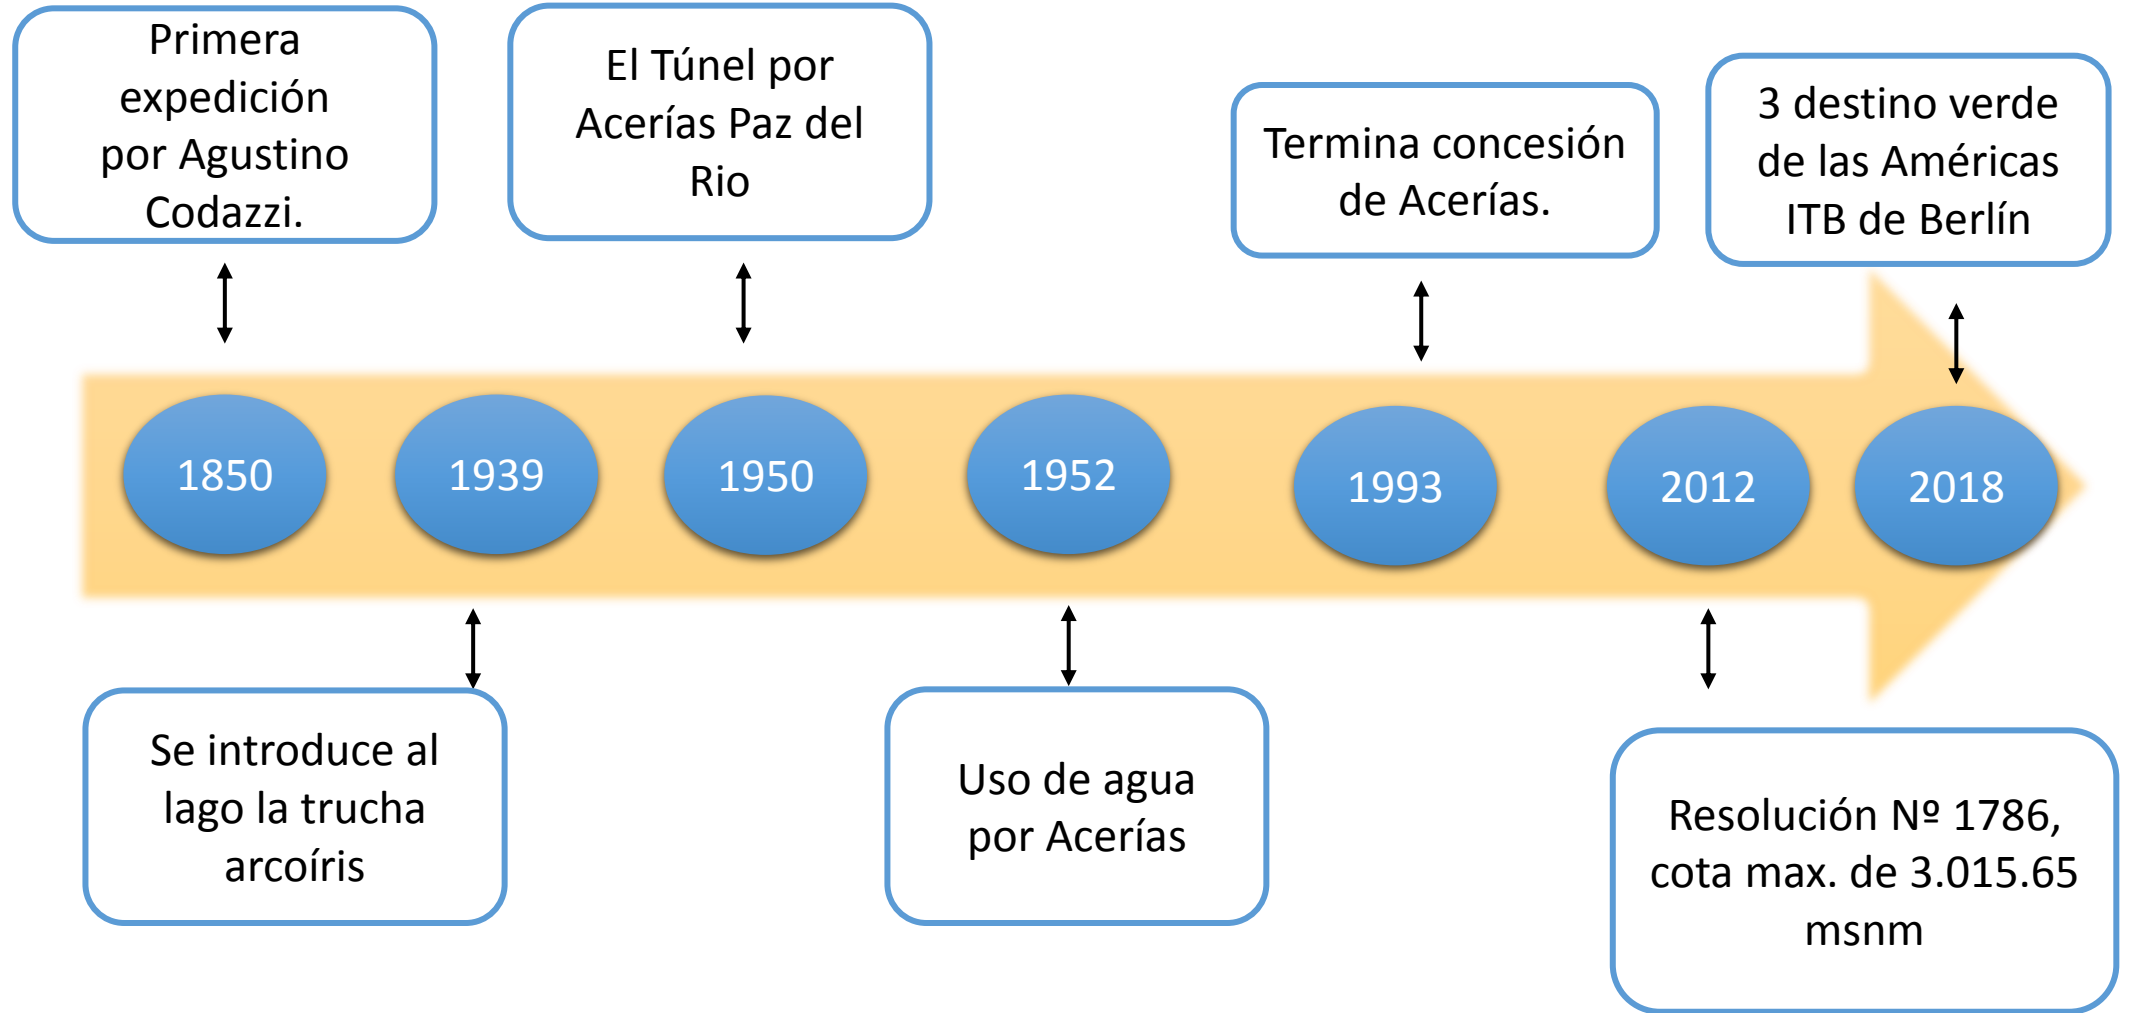 Primera
expedición
por Agustino
Codazzi.
El Túnel por
Acerías Paz del
Rio
Termina concesión
de Acerías.
3 destino verde
de las Américas
ITB de Berlín
1850
1939
1950
1952
1993
2012
2018
Se introduce al
lago la trucha
arcoíris
Uso de agua
por Acerías
Resolución Nº 1786,
cota max. de 3.015.65
msnm